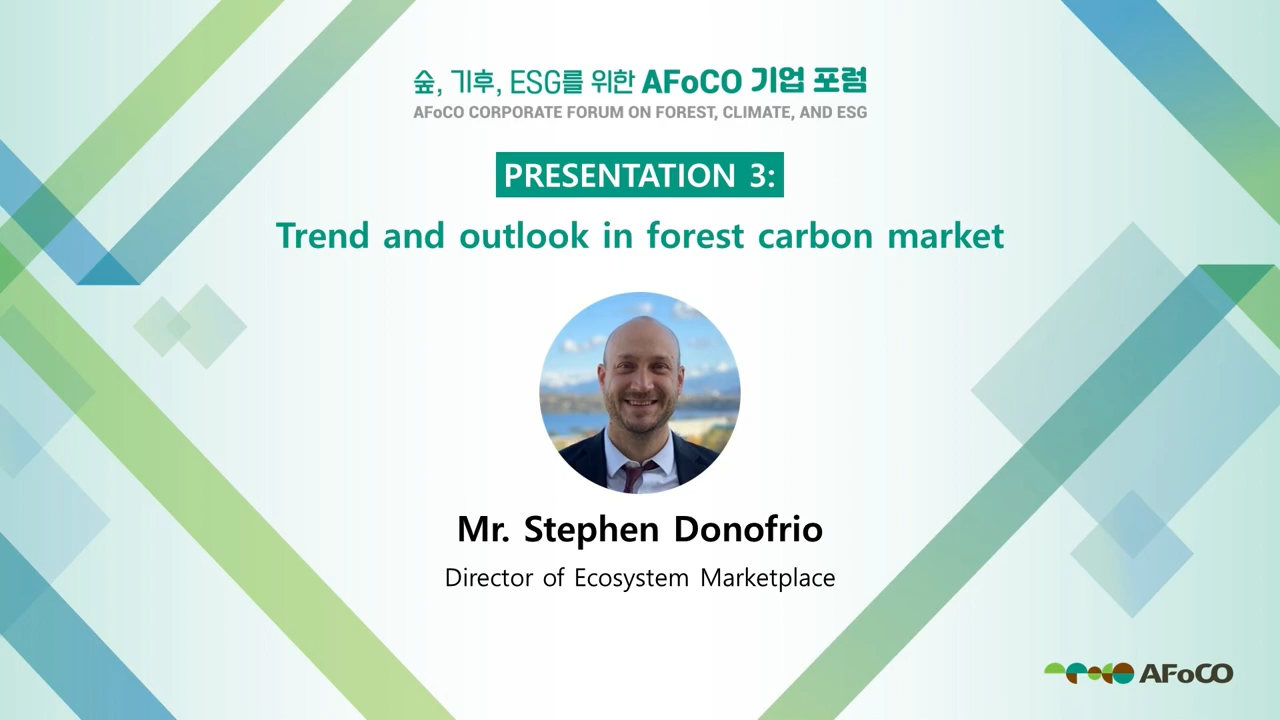 숲, 기후, ESG를 위한 AFoCO 기업 포럼
AFoCO CORPORATE FORUM ON FOREST, CLIMATE, AND ESG
PRESENTATION 3:
Trend and outlook in forest carbon market
Mr. Stephen Donofrio
Director of Ecosystem Marketplace
AFoCO